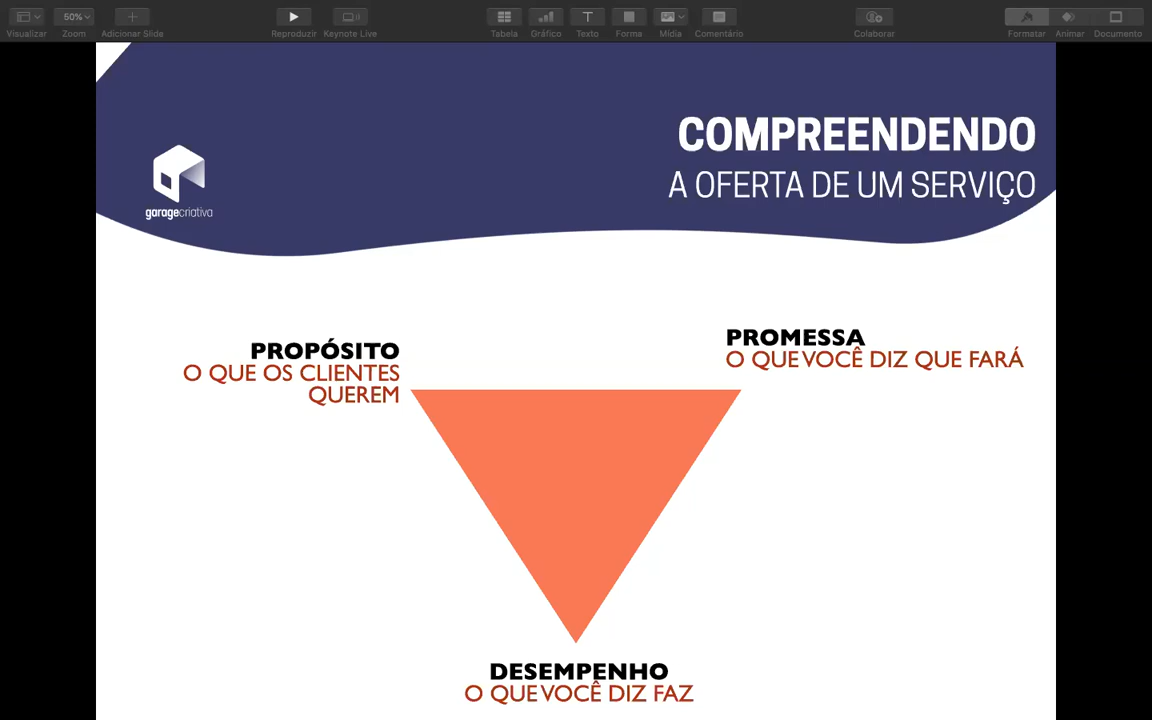 50%
Visualizar
Zoom
Adicionar Slide
Reproduzir
Keynote Live
Tabela
Gráfico
Texto
Forma
Mídia
Comentário
Colaborar
Formatar
Animar
Documento
COMPREENDENDO
A OFERTA DE UM SERVIÇO
garagecriativa
PROPÓSITO
O QUE OS CLIENTES
QUEREM
PROMESSA
O QUE VOCÊ DIZ QUE FARÁ
DESEMPENHO
O QUE VOCÊ DIZ FAZ